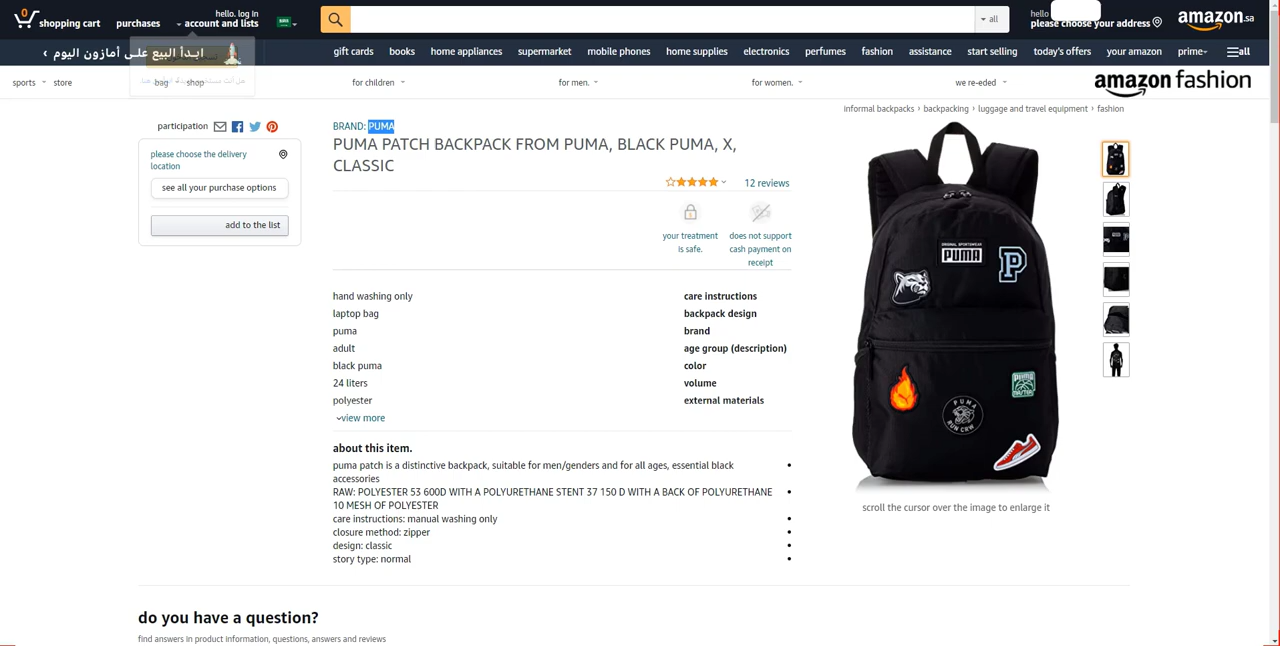 0
shopping cart
purchases
hello. log in
account and lists
all
hello
please choose your address
amazon.sa
ابدأ البيع على أمازون اليوم ›
gift cards
books
home appliances
supermarket
mobile phones
home supplies
electronics
perfumes
fashion
assistance
start selling
today's offers
your amazon
prime
all
sports
store
bag
shop
for children
for men.
for women.
we re-eded
amazon fashion
informal backpacks › backpacking › luggage and travel equipment › fashion
participation
please choose the delivery
location
see all your purchase options
add to the list
BRAND: PUMA
PUMA PATCH BACKPACK FROM PUMA, BLACK PUMA, X,
CLASSIC
12 reviews
your treatment
is safe.
does not support
cash payment on
receipt
hand washing only care instructions
laptop bag backpack design
puma brand
adult age group (description)
black puma color
24 liters volume
polyester external materials
view more
about this item.
puma patch is a distinctive backpack, suitable for men/genders and for all ages, essential black
accessories
RAW: POLYESTER 53 600D WITH A POLYURETHANE STENT 37 150 D WITH A BACK OF POLYURETHANE
10 MESH OF POLYESTER
care instructions: manual washing only
closure method: zipper
design: classic
story type: normal
ORIGINAL SPORTSWEAR
PUMA
P
PUMA
PUMA
RUN CRW
scroll the cursor over the image to enlarge it
do you have a question?
find answers in product information, questions, answers and reviews